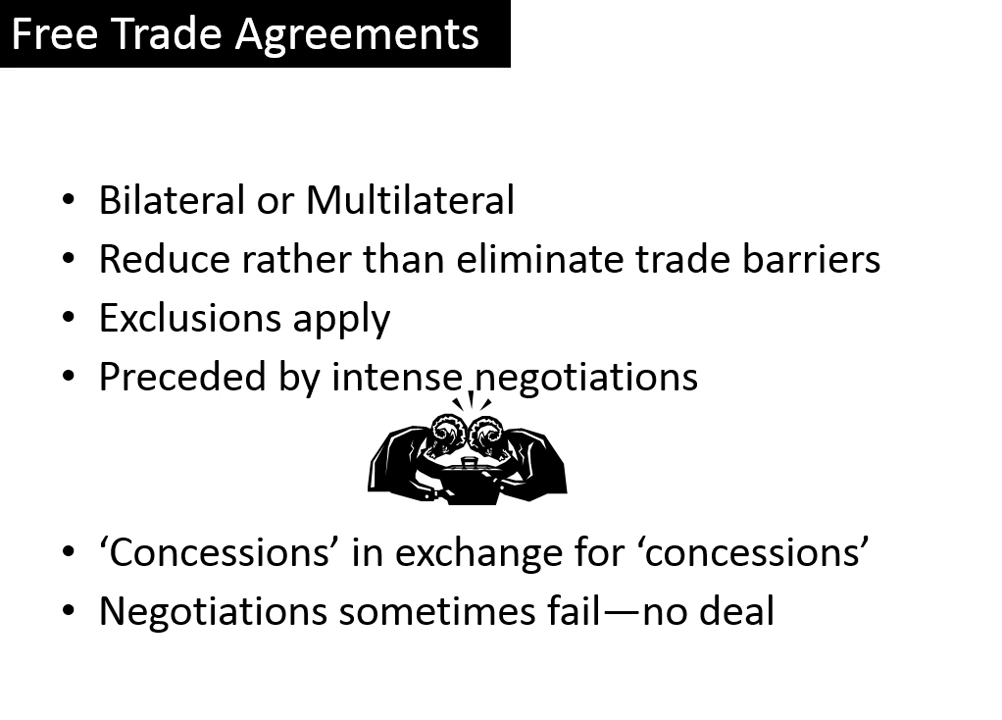 Free Trade Agreements
• Bilateral or Multilateral
• Reduce rather than eliminate trade barriers
• Exclusions apply
• Preceded by intense negotiations
• ‘Concessions’ in exchange for ‘concessions’
• Negotiations sometimes fail—no deal